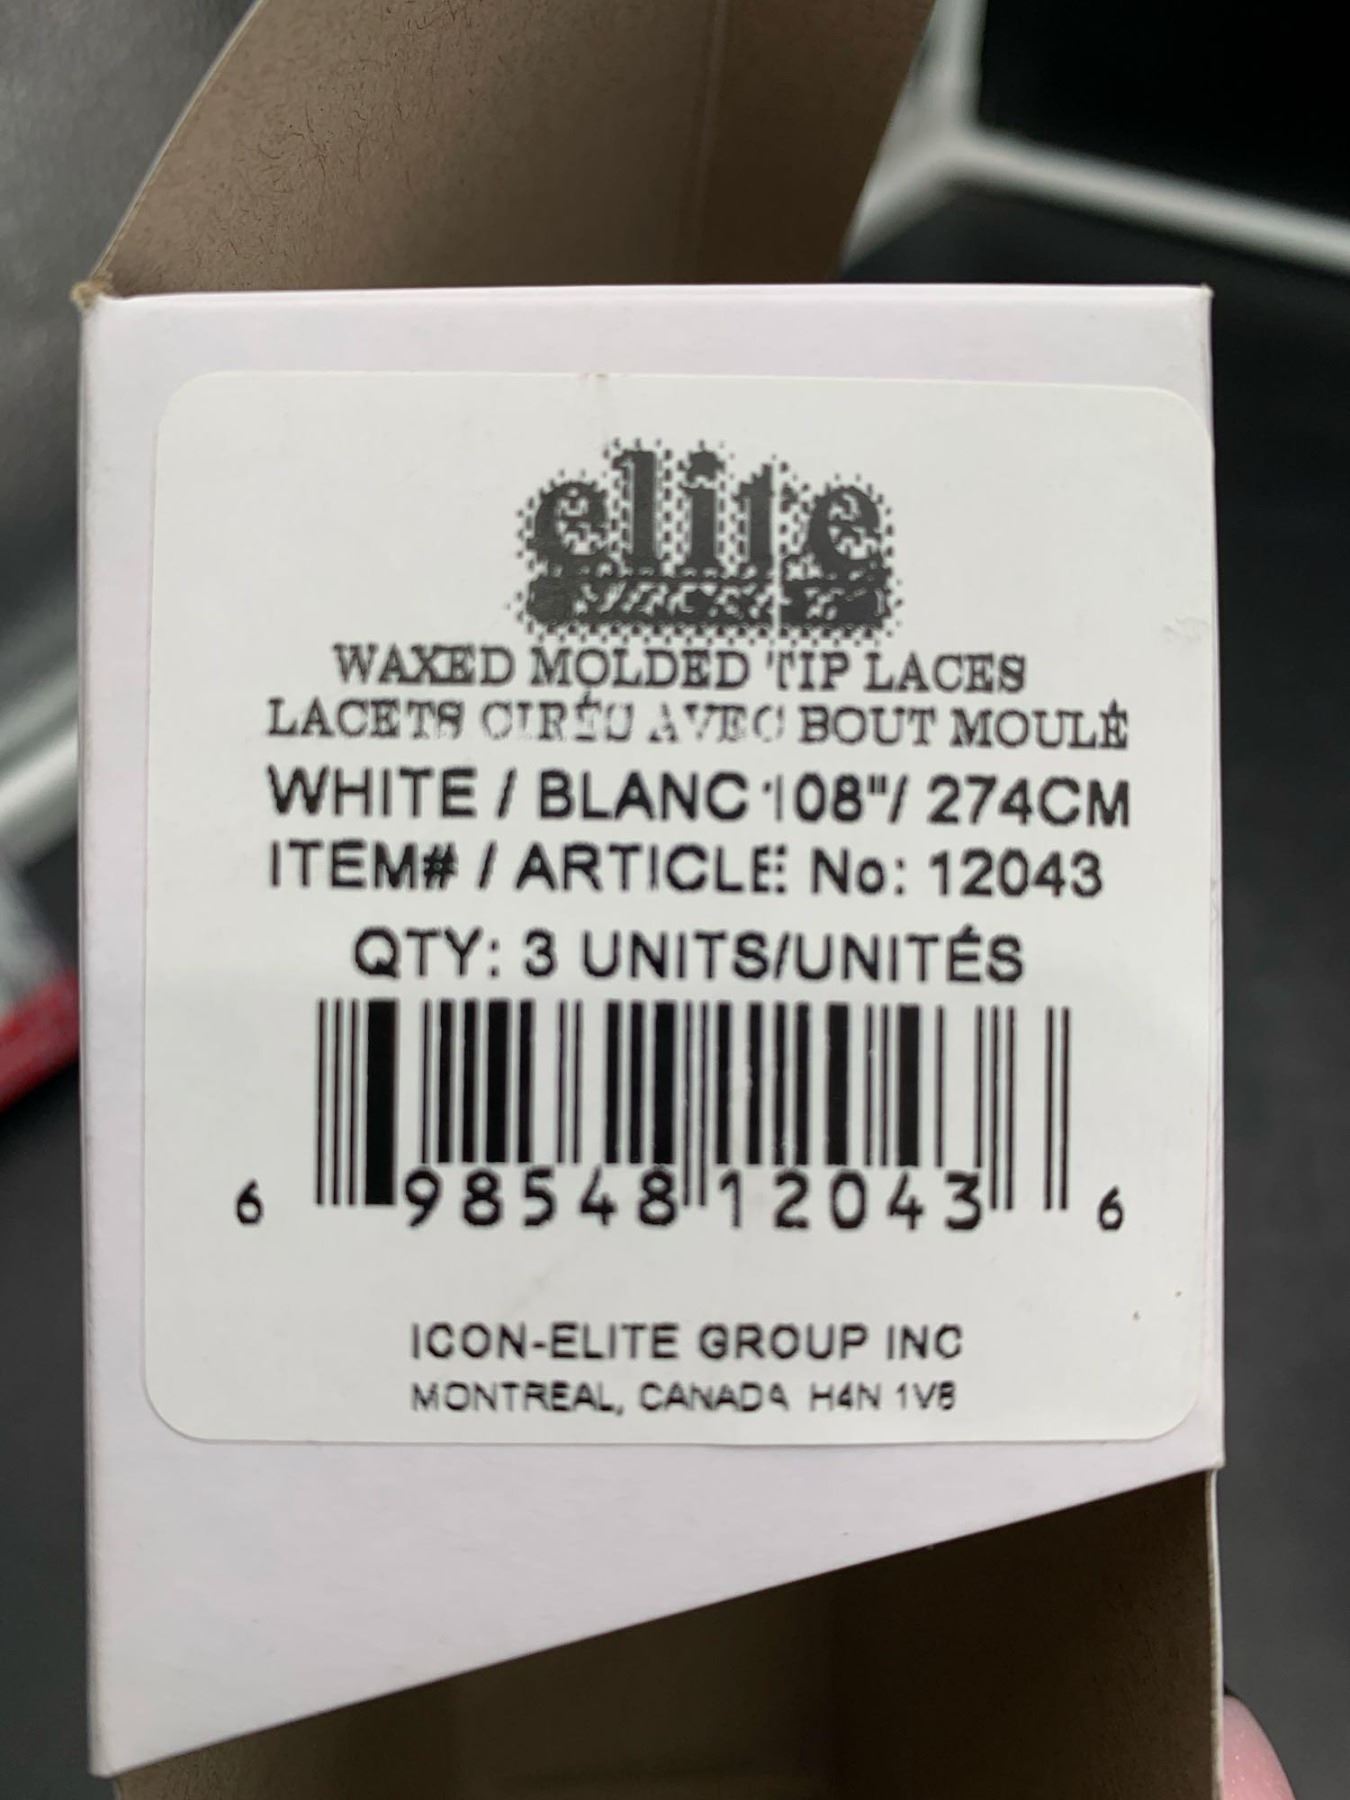 elite
WAXED MOLDED TIP LACES
LACETS CIRÉS AVEC BOUT MOULÉ
WHITE / BLANC 108"/ 274CM
ITEM# / ARTICLE No: 12043
QTY: 3 UNITS/UNITÉS
6 98548 12043 6
ICON-ELITE GROUP INC
MONTREAL, CANADA H4N 1V8